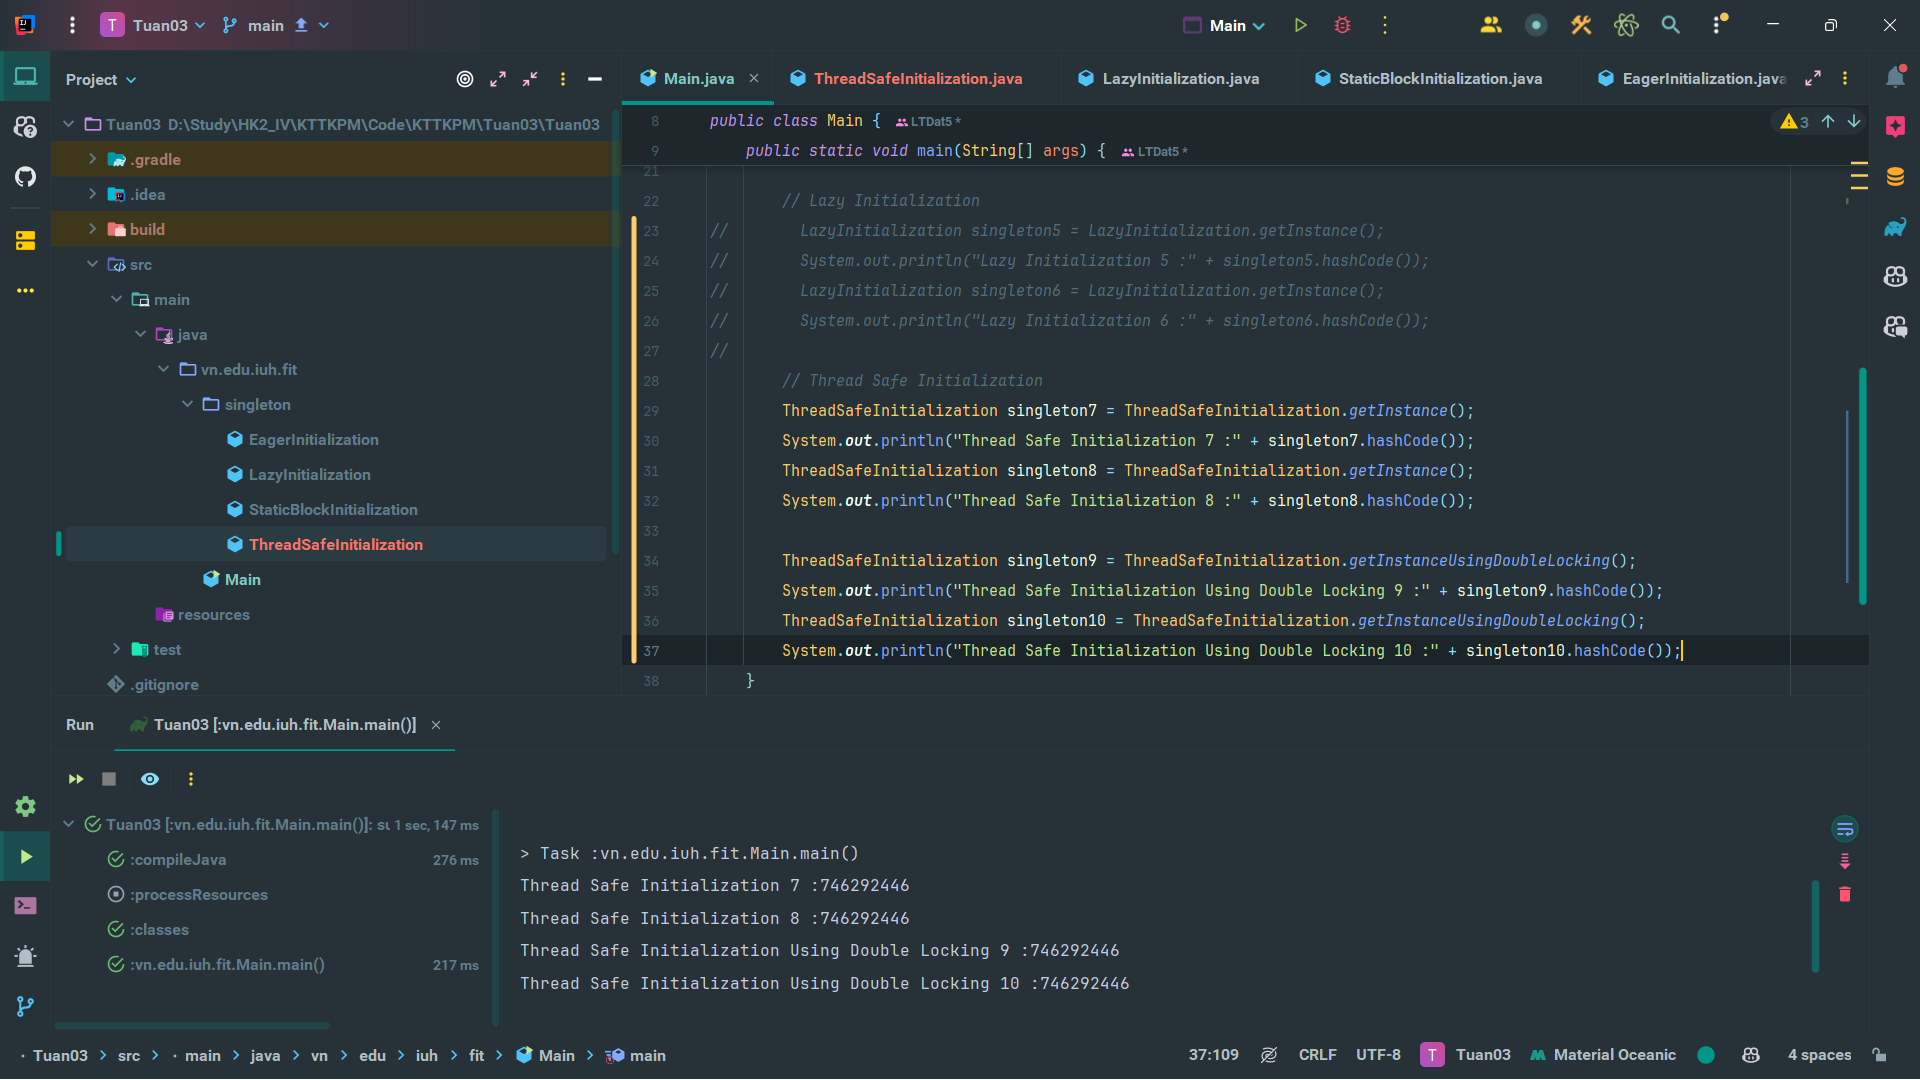 T Tuan03 main Main
Project
Main.java ThreadSafeInitialization.java LazyInitialization.java StaticBlockInitialization.java EagerInitialization.java
Tuan03 D:\Study\HK2_IV\KTTKPM\Code\KTTKPM\Tuan03\Tuan03
.gradle
.idea
build
src
main
java
vn.edu.iuh.fit
singleton
EagerInitialization
LazyInitialization
StaticBlockInitialization
ThreadSafeInitialization
Main
resources
test
.gitignore
8 public class Main { LTDat5 *
3
9 public static void main(String[] args) { LTDat5 *
21
22 // Lazy Initialization
23 // LazyInitialization singleton5 = LazyInitialization.getInstance();
24 // System.out.println("Lazy Initialization 5 :" + singleton5.hashCode());
25 // LazyInitialization singleton6 = LazyInitialization.getInstance();
26 // System.out.println("Lazy Initialization 6 :" + singleton6.hashCode());
27 //
28 // Thread Safe Initialization
29 ThreadSafeInitialization singleton7 = ThreadSafeInitialization.getInstance();
30 System.out.println("Thread Safe Initialization 7 :" + singleton7.hashCode());
31 ThreadSafeInitialization singleton8 = ThreadSafeInitialization.getInstance();
32 System.out.println("Thread Safe Initialization 8 :" + singleton8.hashCode());
33
34 ThreadSafeInitialization singleton9 = ThreadSafeInitialization.getInstanceUsingDoubleLocking();
35 System.out.println("Thread Safe Initialization Using Double Locking 9 :" + singleton9.hashCode());
36 ThreadSafeInitialization singleton10 = ThreadSafeInitialization.getInstanceUsingDoubleLocking();
37 System.out.println("Thread Safe Initialization Using Double Locking 10 :" + singleton10.hashCode());
38 }
Run Tuan03 [:vn.edu.iuh.fit.Main.main()]
Tuan03 [:vn.edu.iuh.fit.Main.main()]: su 1 sec, 147 ms
:compileJava 276 ms
:processResources
:classes
:vn.edu.iuh.fit.Main.main() 217 ms
> Task :vn.edu.iuh.fit.Main.main()
Thread Safe Initialization 7 :746292446
Thread Safe Initialization 8 :746292446
Thread Safe Initialization Using Double Locking 9 :746292446
Thread Safe Initialization Using Double Locking 10 :746292446
Tuan03 > src > main > java > vn > edu > iuh > fit > Main > main
37:109 CRLF UTF-8 T Tuan03 Material Oceanic 4 spaces